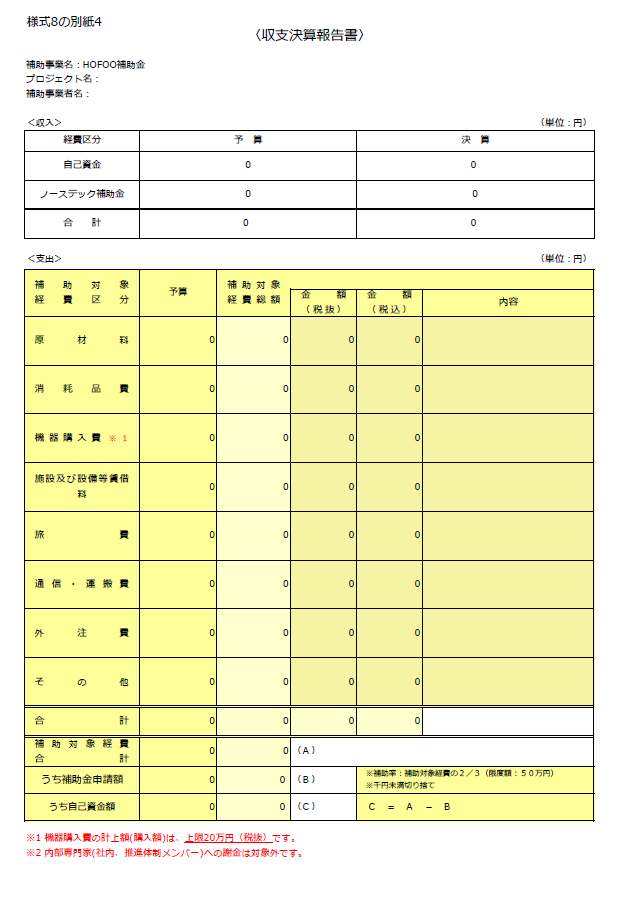 様式8の別紙4
〈収支決算報告書〉
補助事業名：HOFOO補助金
プロジェクト名：
補助事業者名：
＜収入＞ （単位：円）
経費区分 予 算 決 算
自己資金 0 0
ノーステック補助金 0 0
合 計 0 0
＜支出＞ （単位：円）
補 助 対 象
経 費 区 分
予算
補 助 対 象
経 費 総 額
金 額
（税抜）
金 額
（税込）
内容
原 材 料 0 0 0 0
消 耗 品 費 0 0 0 0
機 器 購 入 費 ※ 1 0 0 0 0
施設及び設備等賃借
料
0 0 0 0
旅 費 0 0 0 0
通 信 ・ 運 搬 費 0 0 0 0
外 注 費 0 0 0 0
そ の 他 0 0 0 0
合 計 0 0 0 0
補 助 対 象 経 費
合 計
0 0 （A）
うち補助金申請額 0 0 （B）
※補助率：補助対象経費の２／３（限度額：５０万円）
※千円未満切り捨て
うち自己資金額 0 0 （C） C ＝ A － B
※1 機器購入費の計上額(購入額)は、上限20万円（税抜）です。
※2 内部専門家(社内、推進体制メンバー)への謝金は対象外です。